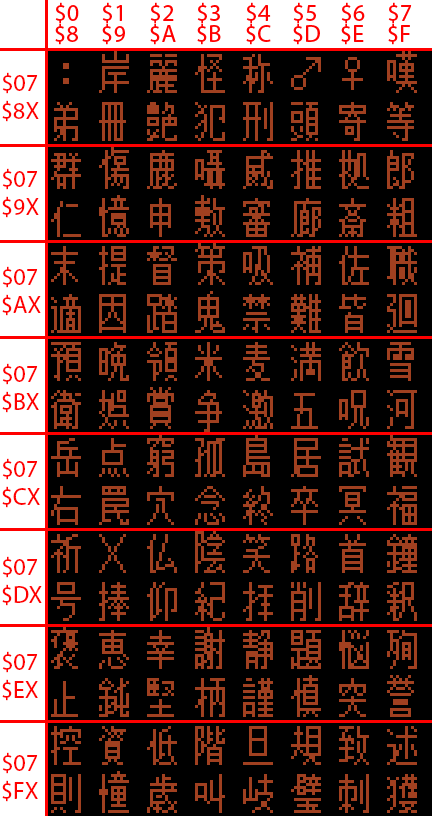 $0 $1 $2 $3 $4 $5 $6 $7
$8 $9 $A $B $C $D $E $F
$07
$8X
： 岸 麗 怪 称 ♂ ♀ 嘆
弟 冊 艶 犯 刑 頭 寄 等
$07
$9X
群 傷 鹿 囁 威 推 拠 郎
仁 憶 申 敷 審 廊 斎 粗
$07
$AX
末 提 督 策 吸 補 佐 職
適 因 踏 鬼 禁 難 皆 廻
$07
$BX
預 晩 領 米 麦 満 飲 雪
衛 娯 賞 争 激 五 呪 河
$07
$CX
岳 点 窮 孤 島 居 試 観
右 罠 穴 念 終 卒 冥 福
$07
$DX
祈 X 仏 陰 笑 路 首 鐘
号 捧 仰 紀 拝 削 辞 釈
$07
$EX
褒 恵 幸 謝 静 題 悩 殉
止 鈍 堅 柄 謹 慎 突 営
$07
$FX
控 資 低 階 旦 規 致 述
則 憧 慮 叫 岐 璧 刺 獲